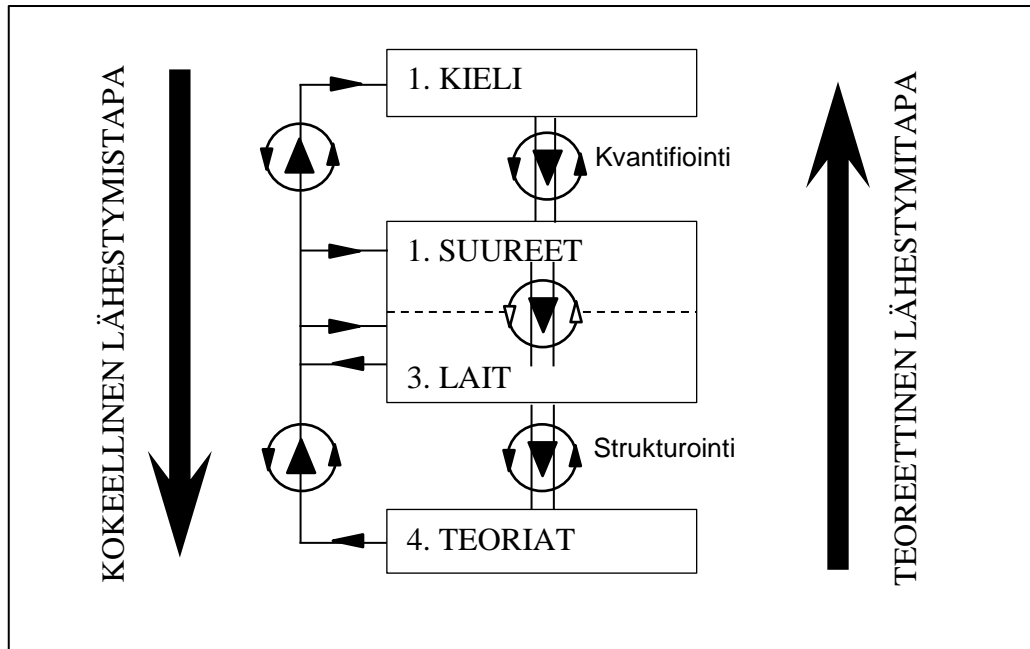 KOKEELLINEN LÄHESTYMISTAPA
1. KIELI
Kvantifiointi
1. SUUREET
3. LAIT
Strukturointi
4. TEORIAT
TEOREETTINEN LÄHESTYMITAPA